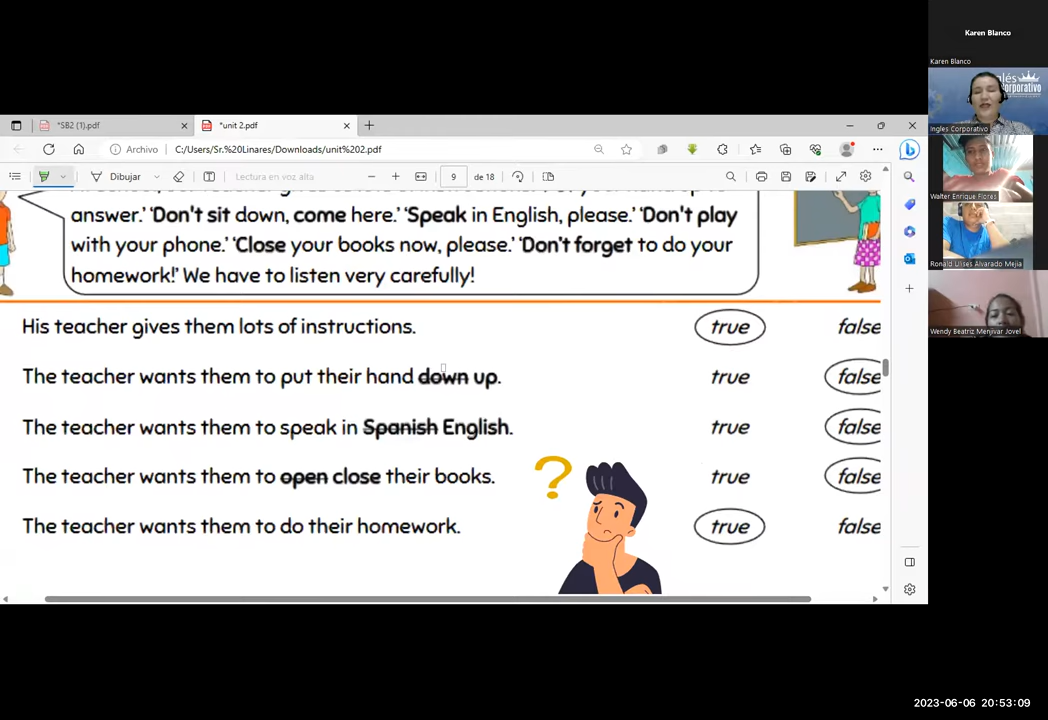 Karen Blanco
Karen Blanco
Inglés
Corporativo
Ingles Corporativo
Walter Enrique Flores
Ronald Ulises Alvarado Mejia
Wendy Beatriz Menjivar Jovel
*SB2 (1).pdf
*unit 2.pdf
Archivo C:/Users/Sr.%20Linares/Downloads/unit%202.pdf
Dibujar Lectura en voz alta 9 de 18
answer.' 'Don't sit down, come here.' 'Speak in English, please.' 'Don't play
with your phone.' 'Close your books now, please.' 'Don't forget to do your
homework!' We have to listen very carefully!
His teacher gives them lots of instructions. true false
The teacher wants them to put their hand down up. true false
The teacher wants them to speak in Spanish English. true false
The teacher wants them to open close their books. true false
The teacher wants them to do their homework. true false
?
2023-06-06 20:53:09